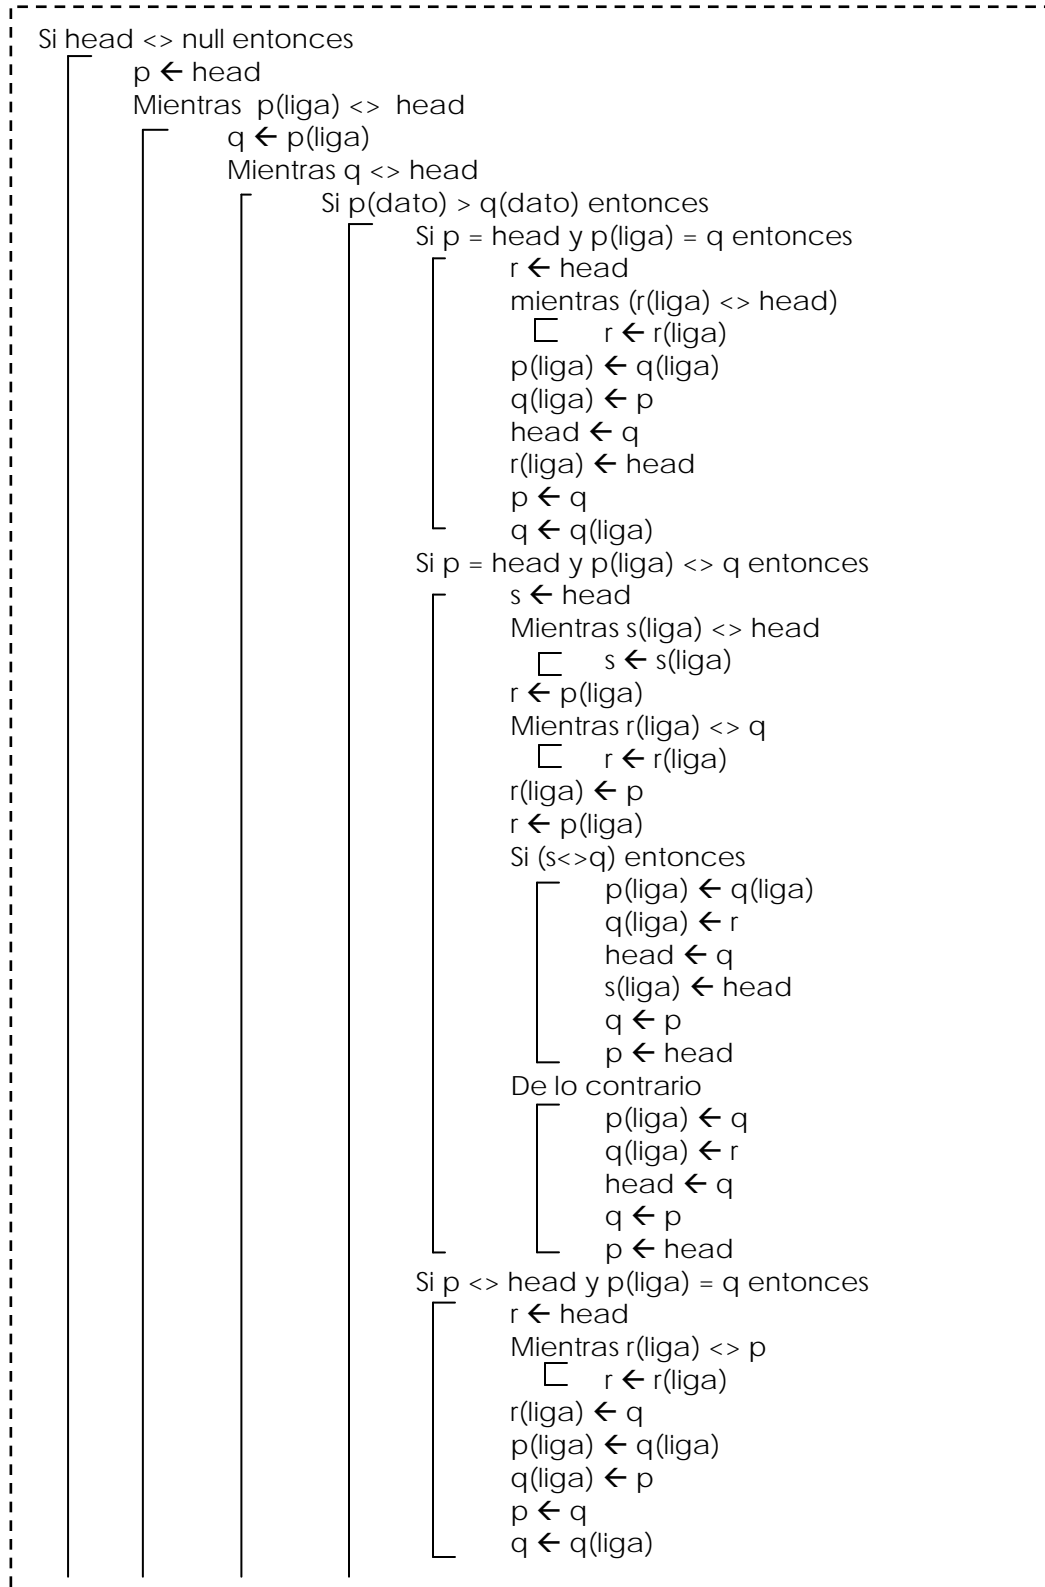 Si head <> null entonces
p ← head
Mientras p(liga) <> head
q ← p(liga)
Mientras q <> head
Si p(dato) > q(dato) entonces
Si p = head y p(liga) = q entonces
r ← head
mientras (r(liga) <> head)
r ← r(liga)
p(liga) ← q(liga)
q(liga) ← p
head ← q
r(liga) ← head
p ← q
q ← q(liga)
Si p = head y p(liga) <> q entonces
s ← head
Mientras s(liga) <> head
s ← s(liga)
r ← p(liga)
Mientras r(liga) <> q
r ← r(liga)
r(liga) ← p
r ← p(liga)
Si (s<>q) entonces
p(liga) ← q(liga)
q(liga) ← r
head ← q
s(liga) ← head
q ← p
p ← head
De lo contrario
p(liga) ← q
q(liga) ← r
head ← q
q ← p
p ← head
Si p <> head y p(liga) = q entonces
r ← head
Mientras r(liga) <> p
r ← r(liga)
r(liga) ← q
p(liga) ← q(liga)
q(liga) ← p
p ← q
q ← q(liga)